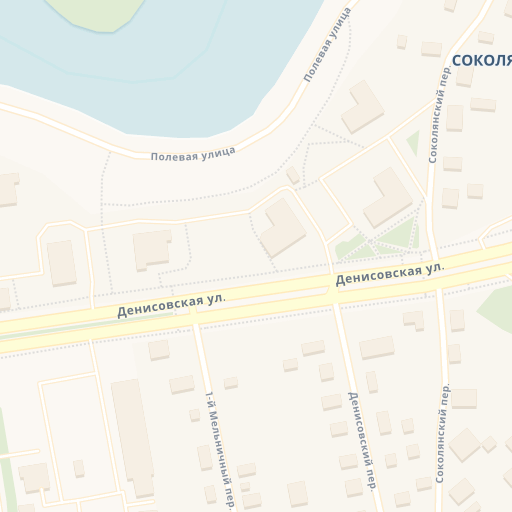 Полевая улица
СОКОЛЯ
Соколянский пер.
Полевая улица
Денисовская ул.
Денисовская ул.
1-й Мельничный пер.
Денисовский пер.
Соколянский пер.